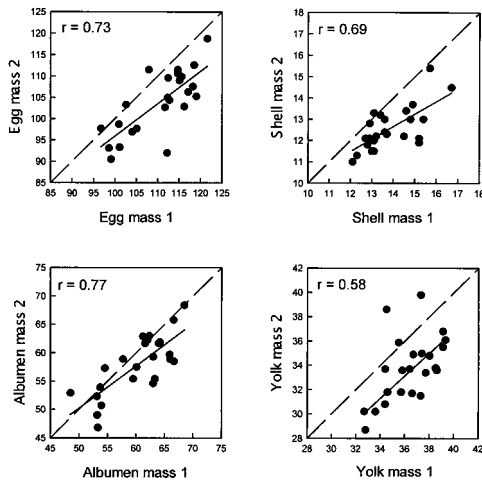 r = 0.73
Egg mass 2
125
120
115
110
105
100
95
90
85
85 90 95 100 105 110 115 120 125
Egg mass 1
r = 0.69
Shell mass 2
18
17
16
15
14
13
12
11
10
10 11 12 13 14 15 16 17 18
Shell mass 1
r = 0.77
Albumen mass 2
75
70
65
60
55
50
45
45 50 55 60 65 70 75
Albumen mass 1
r = 0.58
Yolk mass 2
42
40
38
36
34
32
30
28
28 30 32 34 36 38 40 42
Yolk mass 1